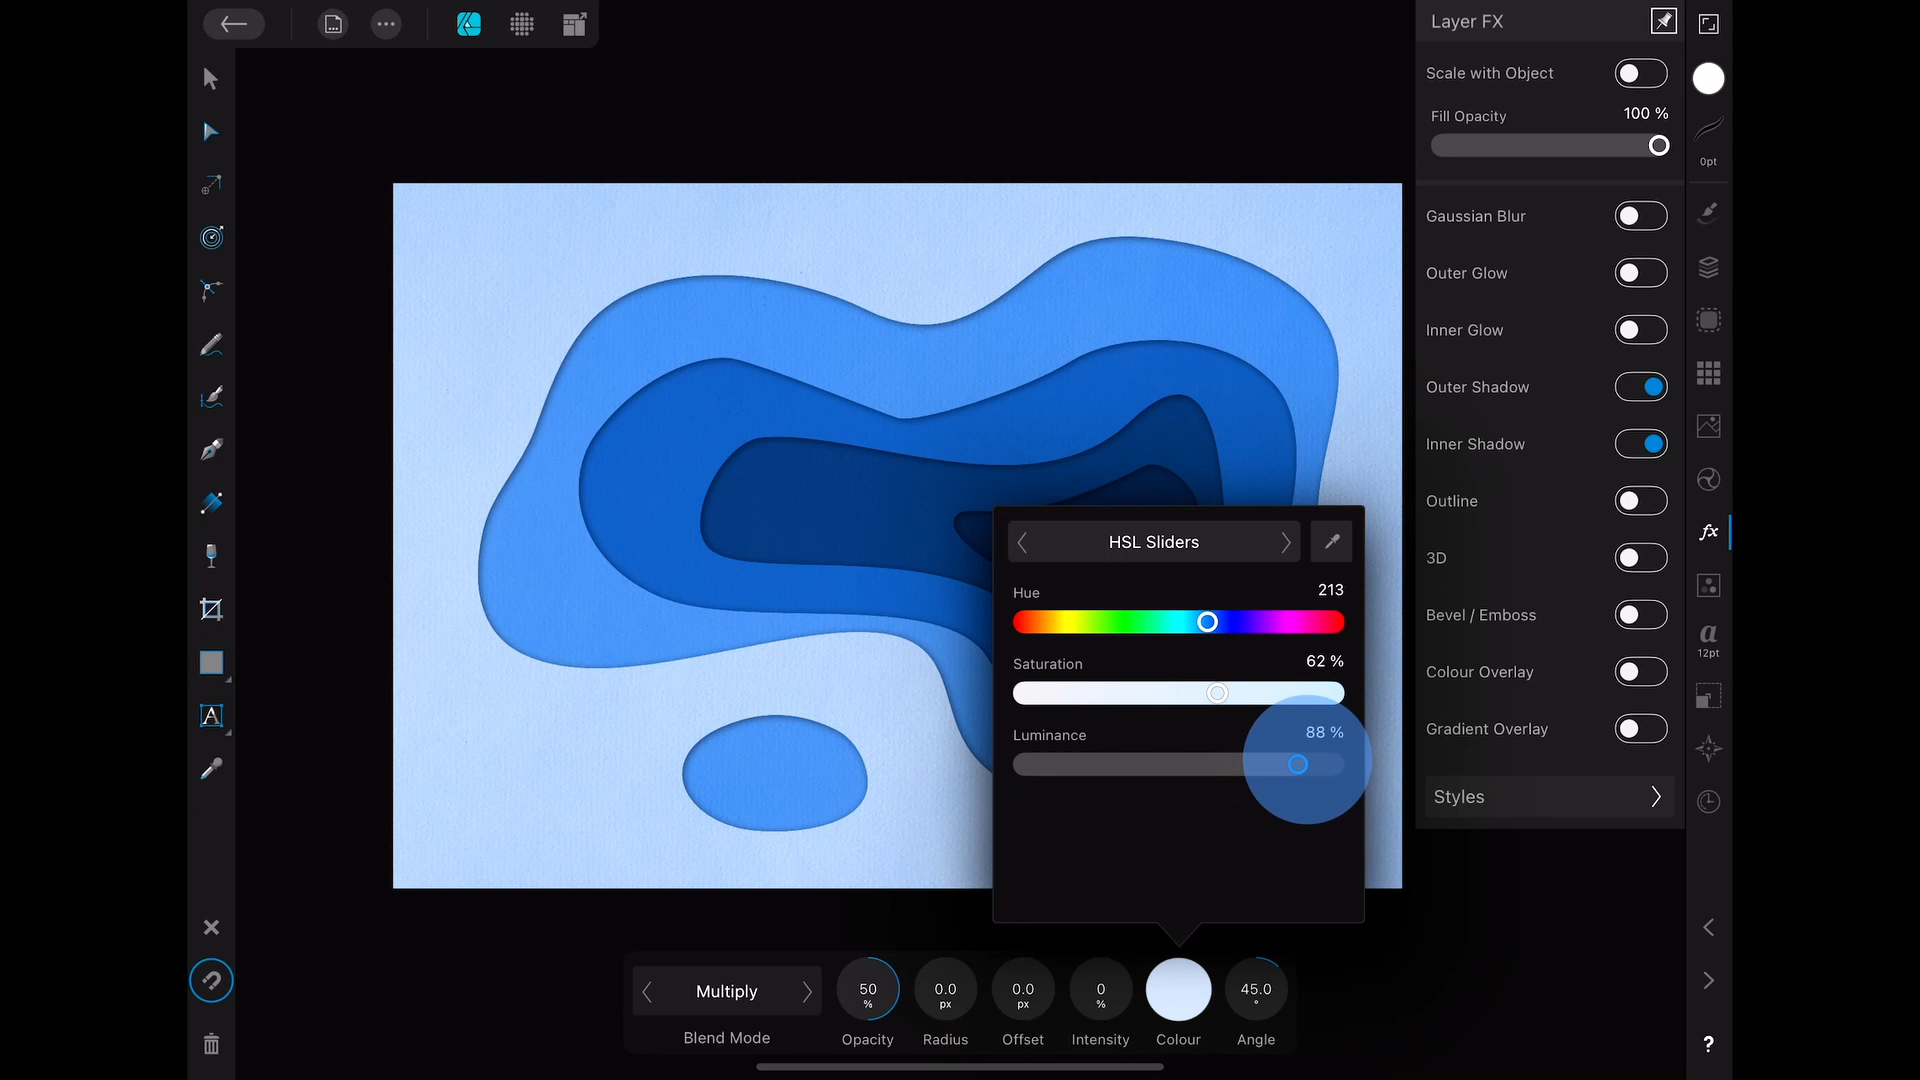 Layer FX
Scale with Object
Fill Opacity 100 %
0pt
Gaussian Blur
Outer Glow
Inner Glow
Outer Shadow
Inner Shadow
Outline
fx
3D
Bevel / Emboss
a
12pt
Colour Overlay
Gradient Overlay
Styles
A
HSL Sliders
Hue 213
Saturation 62 %
Luminance 88 %
Multiply
Blend Mode
50 %
Opacity
0.0 px
Radius
0.0 px
Offset
0 %
Intensity
Colour
45.0 °
Angle
?